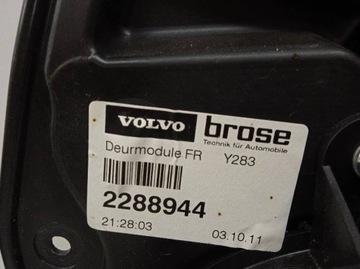 VOLVO brose
Technik für Automobile
Deurmodule FR Y283
2288944
21:28:03 03.10.11